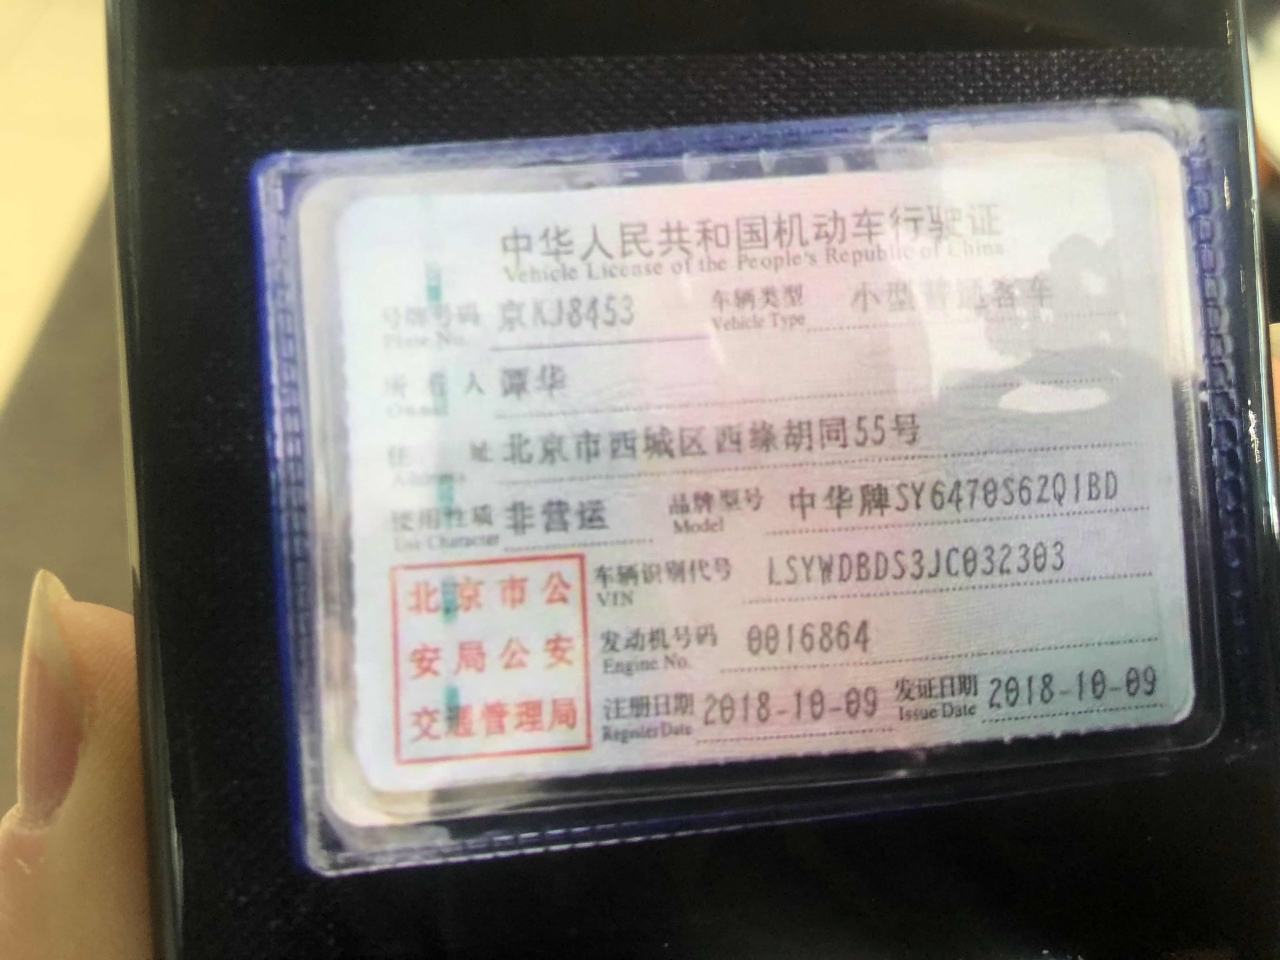 中华人民共和国机动车行驶证
Vehicle License of the People's Republic of China
号牌号码 京KJ8453 车辆类型 小型普通客车
Plate No. Vehicle Type
所有人 谭华
Owner
住址 北京市西城区西绦胡同55号
Address
使用性质 非营运 品牌型号 中华牌SY6470S62Q1BD
Use Character Model
北京市公 车辆识别代号 LSYWDBDS3JC032303
VIN
安局公安 发动机号码 0016864
Engine No.
交通管理局 注册日期 2018-10-09 发证日期 2018-10-09
Register Date Issue Date